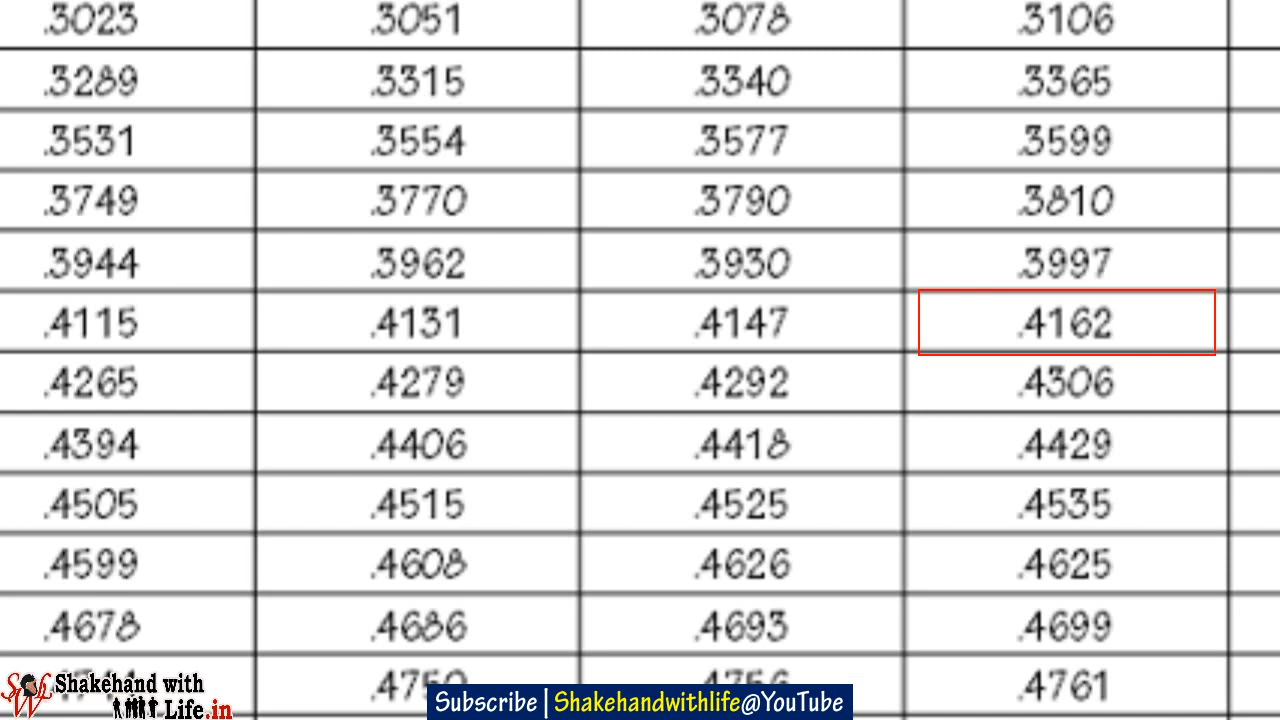 .3023 .3051 .3078 .3106
.3289 .3315 .3340 .3365
.3531 .3554 .3577 .3599
.3749 .3770 .3790 .3810
.3944 .3962 .3930 .3997
.4115 .4131 .4147 .4162
.4265 .4279 .4292 .4306
.4394 .4406 .4418 .4429
.4505 .4515 .4525 .4535
.4599 .4608 .4626 .4625
.4678 .4686 .4693 .4699
.4761
Shakehand with
Life.in
Subscribe | Shakehandwithlife@YouTube